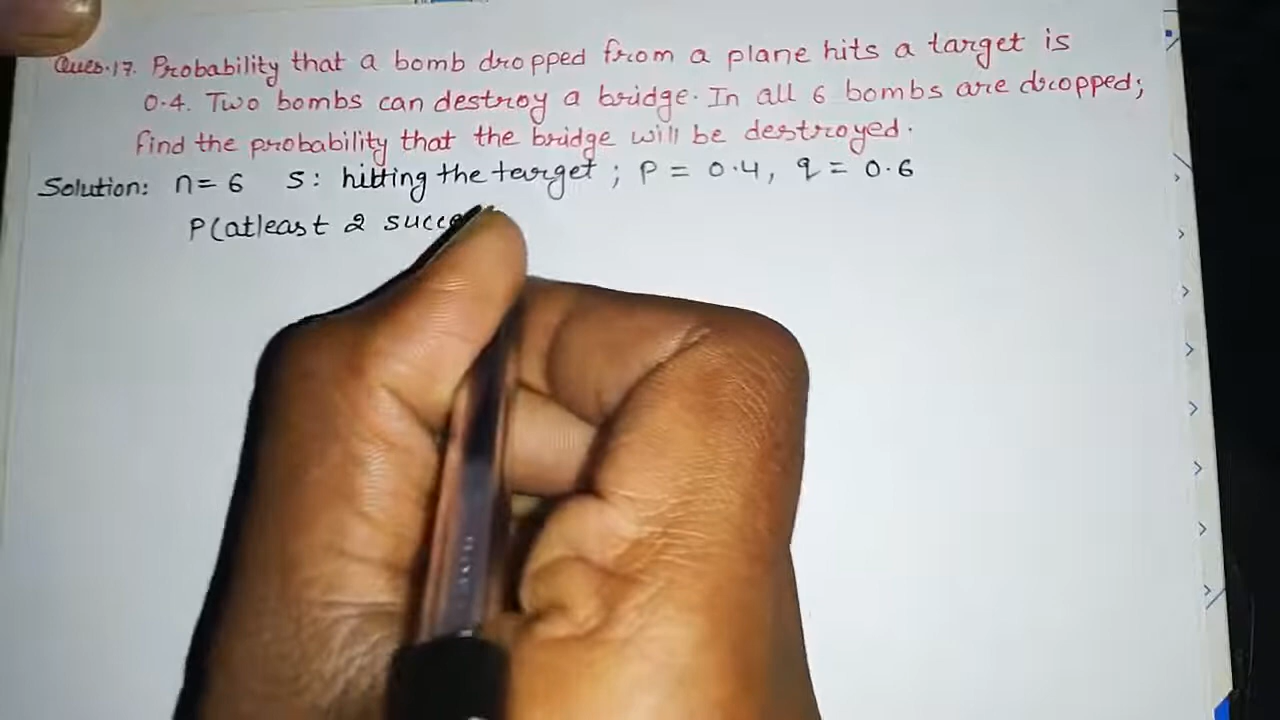 Ques.17. Probability that a bomb dropped from a plane hits a target is
0.4. Two bombs can destroy a bridge. In all 6 bombs are dropped;
find the probability that the bridge will be destroyed.
Solution: n = 6 S: hitting the target ; p = 0.4, q = 0.6
P(atleast 2